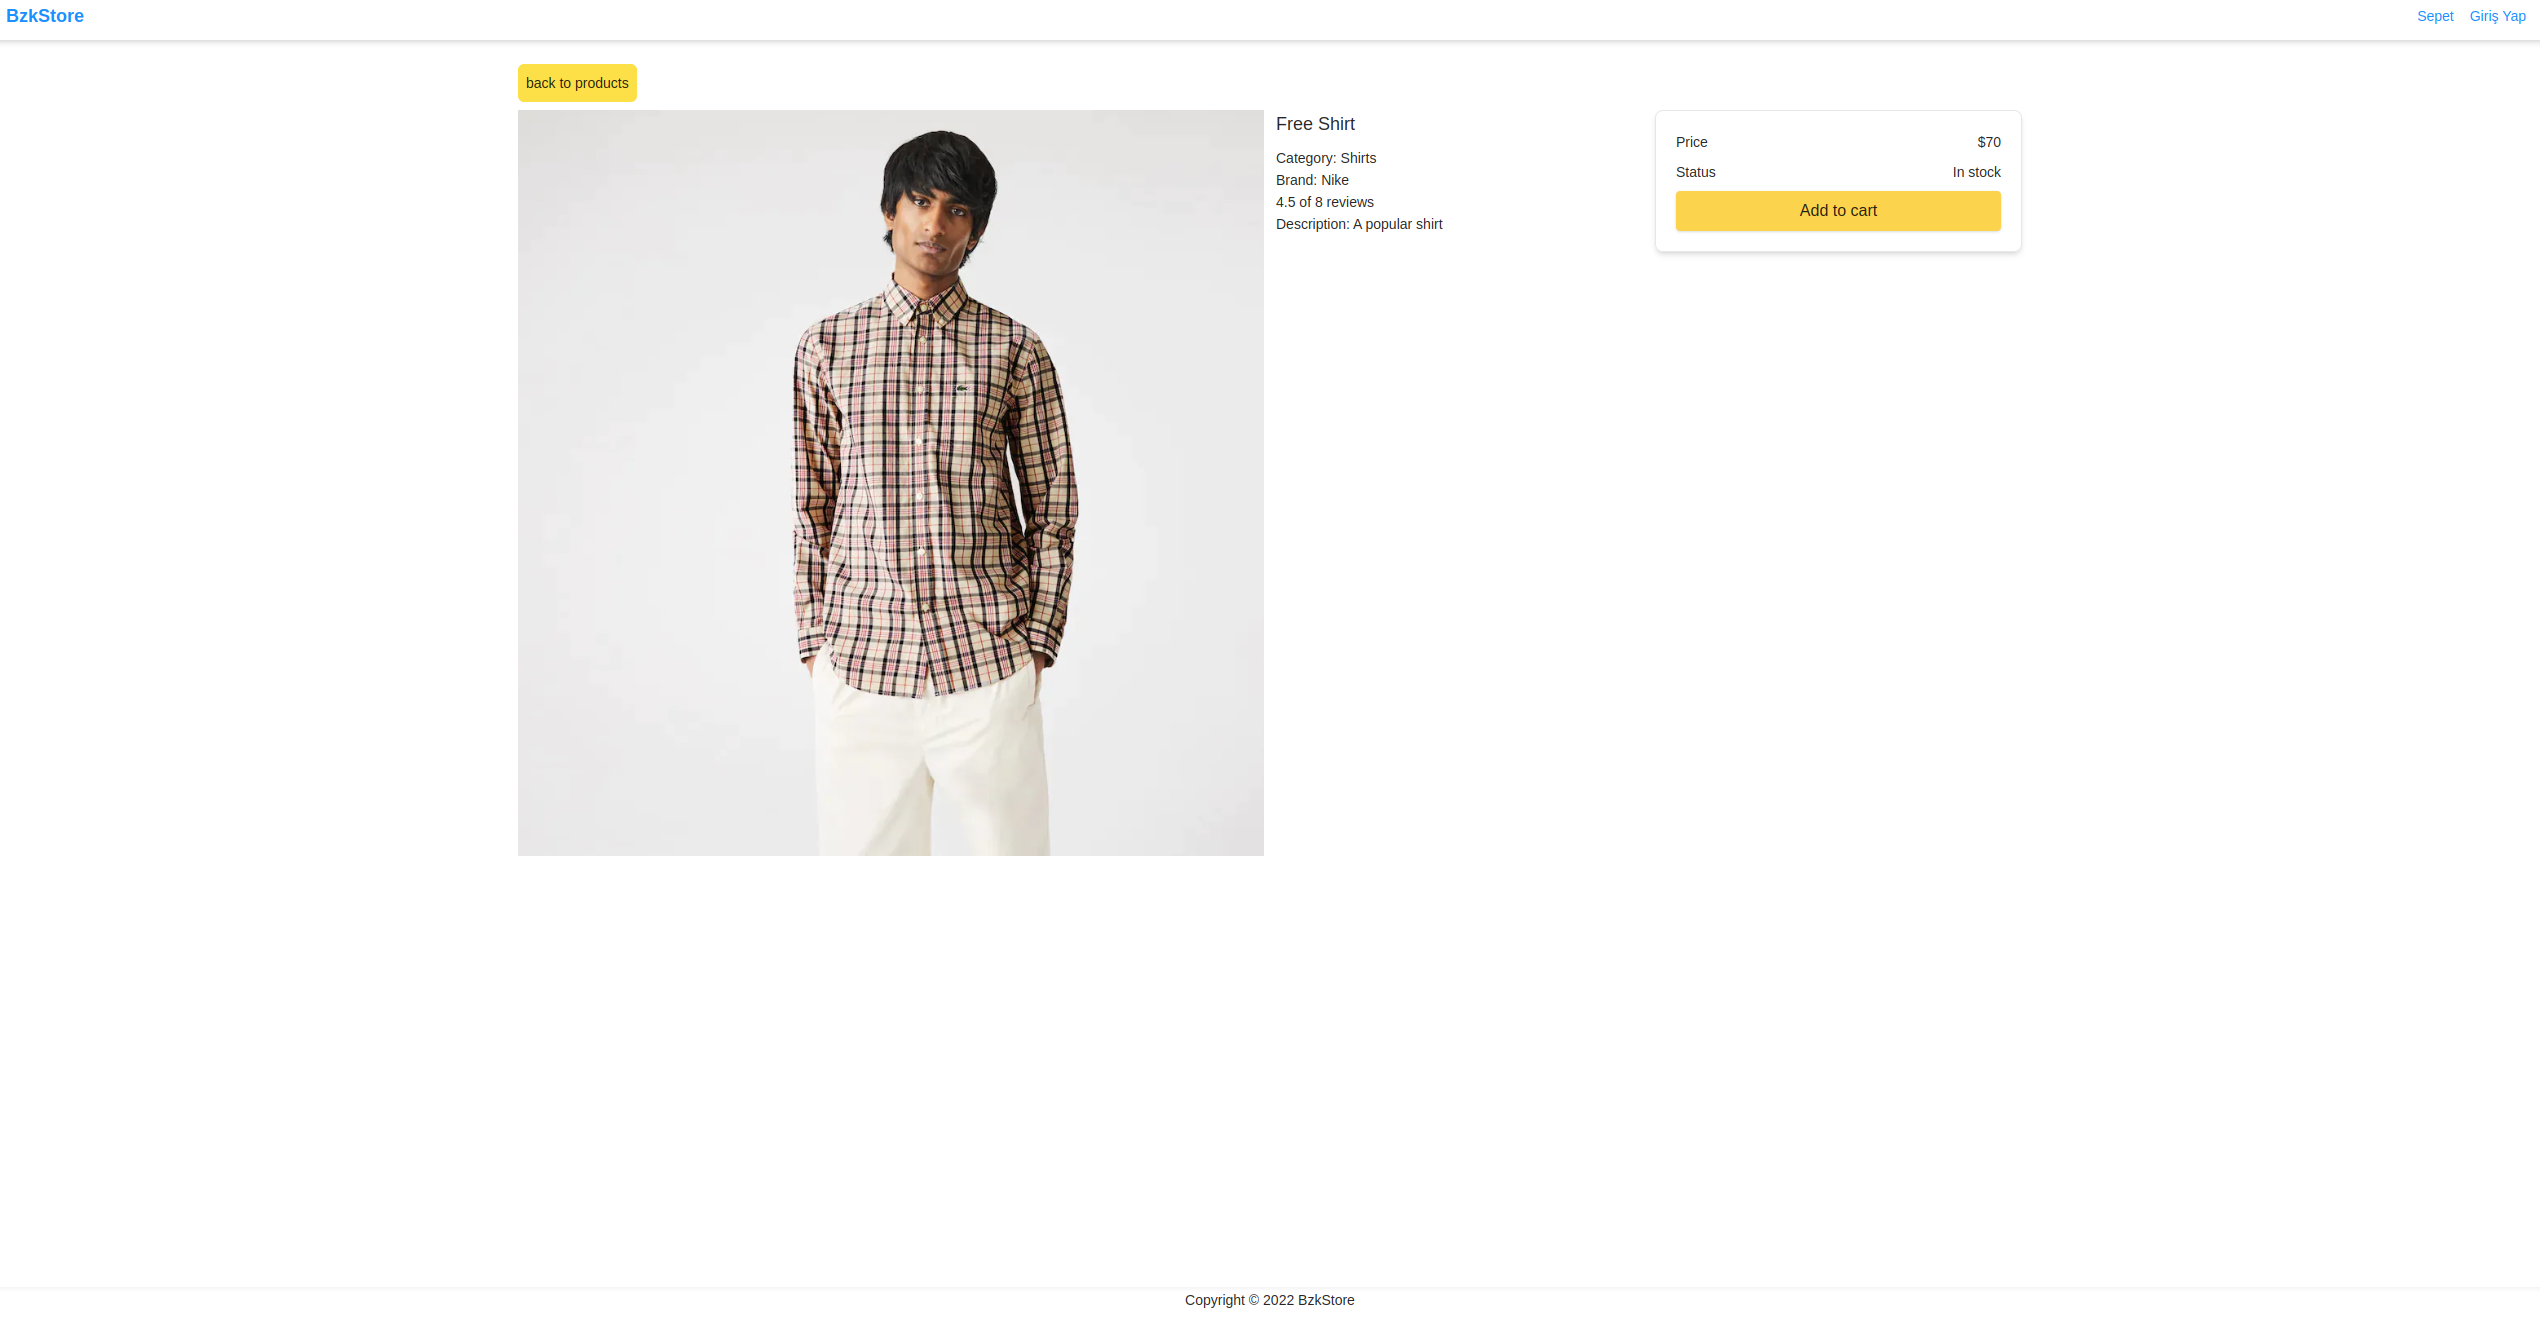 BzkStore
Sepet Giriş Yap
back to products
Free Shirt
Category: Shirts
Brand: Nike
4.5 of 8 reviews
Description: A popular shirt
Price $70
Status In stock
Add to cart
Copyright © 2022 BzkStore